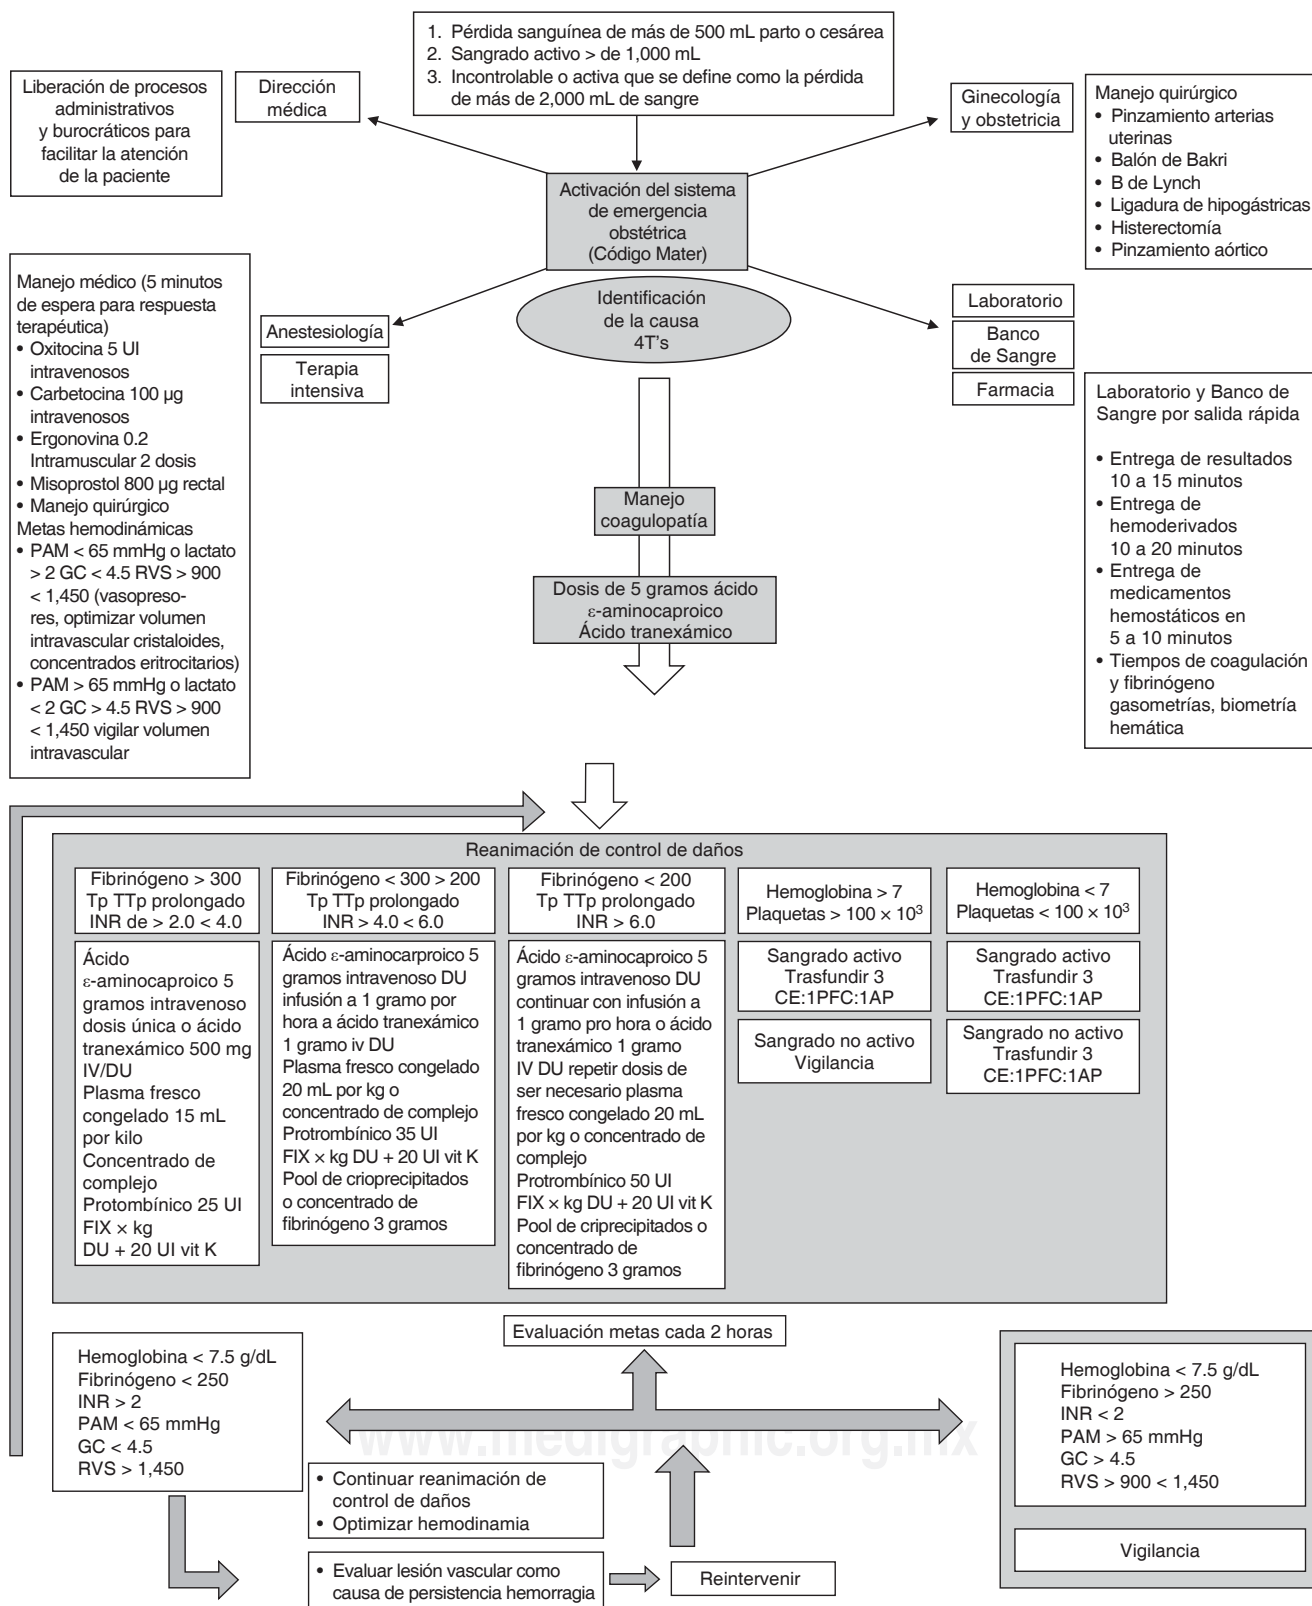 1. Pérdida sanguínea de más de 500 mL parto o cesárea
2. Sangrado activo > de 1,000 mL
3. Incontrolable o activa que se define como la pérdida
de más de 2,000 mL de sangre
Liberación de procesos
administrativos
y burocráticos para
facilitar la atención
de la paciente
Dirección
médica
Ginecología
y obstetricia
Manejo quirúrgico
• Pinzamiento arterias
uterinas
• Balón de Bakri
• B de Lynch
• Ligadura de hipogástricas
• Histerectomía
• Pinzamiento aórtico
Activación del sistema
de emergencia
obstétrica
(Código Mater)
Identificación
de la causa
4T's
Manejo médico (5 minutos
de espera para respuesta
terapéutica)
• Oxitocina 5 UI
intravenosos
• Carbetocina 100 µg
intravenosos
• Ergonovina 0.2
Intramuscular 2 dosis
• Misoprostol 800 µg rectal
• Manejo quirúrgico
Metas hemodinámicas
• PAM < 65 mmHg o lactato
> 2 GC < 4.5 RVS > 900
< 1,450 (vasopreso-
res, optimizar volumen
intravascular cristaloides,
concentrados eritrocitarios)
• PAM > 65 mmHg o lactato
< 2 GC > 4.5 RVS > 900
< 1,450 vigilar volumen
intravascular
Anestesiología
Terapia
intensiva
Laboratorio
Banco
de Sangre
Farmacia
Laboratorio y Banco de
Sangre por salida rápida
• Entrega de resultados
10 a 15 minutos
• Entrega de
hemoderivados
10 a 20 minutos
• Entrega de
medicamentos
hemostáticos en
5 a 10 minutos
• Tiempos de coagulación
y fibrinógeno
gasometrías, biometría
hemática
Manejo
coagulopatía
Dosis de 5 gramos ácido
ε-aminocaproico
Ácido tranexámico
Reanimación de control de daños
Fibrinógeno > 300
Tp TTp prolongado
INR de > 2.0 < 4.0
Ácido
ε-aminocaproico 5
gramos intravenoso
dosis única o ácido
tranexámico 500 mg
IV/DU
Plasma fresco
congelado 15 mL
por kilo
Concentrado de
complejo
Protombínico 25 UI
FIX × kg
DU + 20 UI vit K
Fibrinógeno < 300 > 200
Tp TTp prolongado
INR > 4.0 < 6.0
Ácido ε-aminocarproico 5
gramos intravenoso DU
infusión a 1 gramo por
hora a ácido tranexámico
1 gramo iv DU
Plasma fresco congelado
20 mL por kg o
concentrado de complejo
Protrombínico 35 UI
FIX × kg DU + 20 UI vit K
Pool de crioprecipitados
o concentrado de
fibrinógeno 3 gramos
Fibrinógeno < 200
Tp TTp prolongado
INR > 6.0
Ácido ε-aminocaproico 5
gramos intravenoso DU
continuar con infusión a
1 gramo pro hora o ácido
tranexámico 1 gramo
IV DU repetir dosis de
ser necesario plasma
fresco congelado 20 mL
por kg o concentrado de
complejo
Protrombínico 50 UI
FIX × kg DU + 20 UI vit K
Pool de criprecipitados o
concentrado de
fibrinógeno 3 gramos
Hemoglobina > 7
Plaquetas > 100 × 10³
Sangrado activo
Trasfundir 3
CE:1PFC:1AP
Sangrado no activo
Vigilancia
Hemoglobina < 7
Plaquetas < 100 × 10³
Sangrado activo
Trasfundir 3
CE:1PFC:1AP
Sangrado no activo
Trasfundir 3
CE:1PFC:1AP
Evaluación metas cada 2 horas
Hemoglobina < 7.5 g/dL
Fibrinógeno < 250
INR > 2
PAM < 65 mmHg
GC < 4.5
RVS > 1,450
www.medigraphic.org.mx
• Continuar reanimación de
control de daños
• Optimizar hemodinamia
• Evaluar lesión vascular como
causa de persistencia hemorragia
Reintervenir
Hemoglobina < 7.5 g/dL
Fibrinógeno > 250
INR < 2
PAM > 65 mmHg
GC > 4.5
RVS > 900 < 1,450
Vigilancia